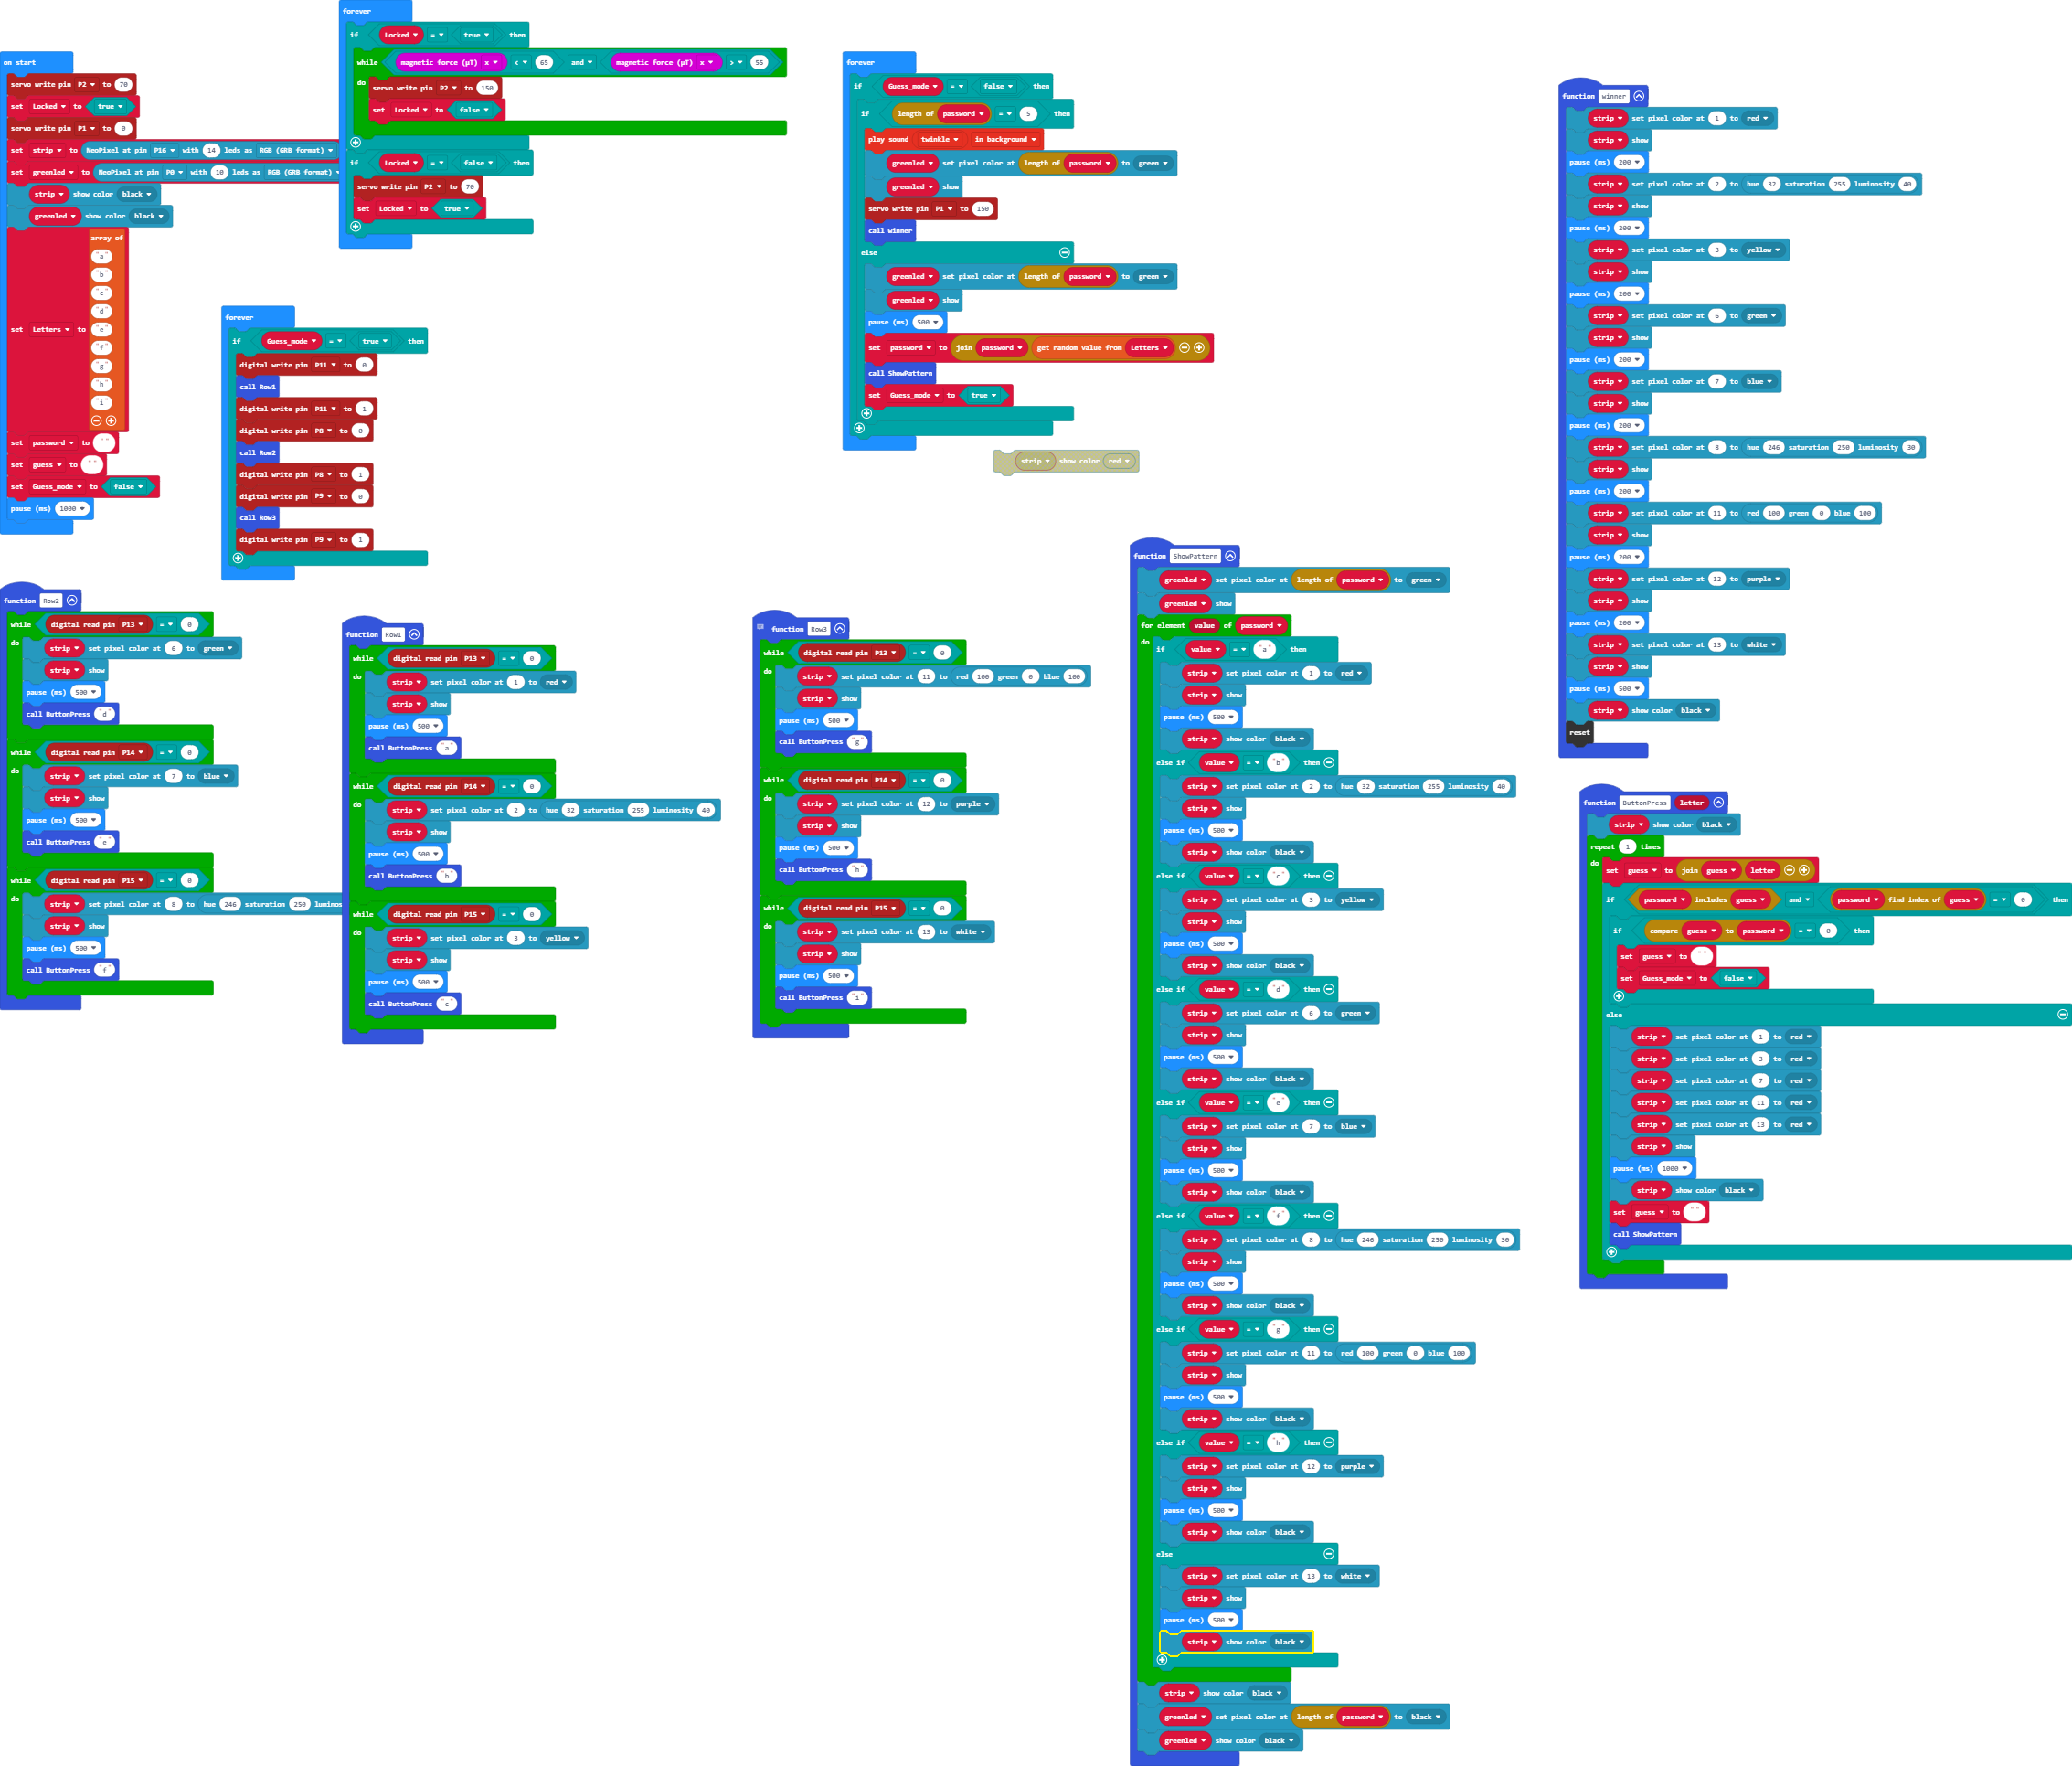 on start
servo write pin P2 to 70
set Locked to true
servo write pin P1 to 0
set strip to NeoPixel at pin P16 with 14 leds as RGB (GRB format)
set greenled to NeoPixel at pin P0 with 10 leds as RGB (GRB format)
strip show color black
greenled show color black
set Letters to array of
"a"
"b"
"c"
"d"
"e"
"f"
"g"
"h"
"i"
set password to ""
set guess to ""
set Guess_mode to false
pause (ms) 1000
forever
if Locked = true then
while magnetic force (µT) x < 65 and magnetic force (µT) x > 55
do
servo write pin P2 to 150
set Locked to false
if Locked = false then
servo write pin P2 to 70
set Locked to true
forever
if Guess_mode = true then
digital write pin P11 to 0
call Row1
digital write pin P11 to 1
digital write pin P8 to 0
call Row2
digital write pin P8 to 1
digital write pin P9 to 0
call Row3
digital write pin P9 to 1
forever
if Guess_mode = false then
if length of password = 5 then
play sound twinkle in background
greenled set pixel color at length of password to green
greenled show
servo write pin P1 to 150
call winner
else
greenled set pixel color at length of password to green
greenled show
pause (ms) 500
set password to join password get random value from Letters
call ShowPattern
set Guess_mode to true
strip show color red
function winner
strip set pixel color at 1 to red
strip show
pause (ms) 200
strip set pixel color at 2 to hue 32 saturation 255 luminosity 40
strip show
pause (ms) 200
strip set pixel color at 3 to yellow
strip show
pause (ms) 200
strip set pixel color at 6 to green
strip show
pause (ms) 200
strip set pixel color at 7 to blue
strip show
pause (ms) 200
strip set pixel color at 8 to hue 246 saturation 250 luminosity 30
strip show
pause (ms) 200
strip set pixel color at 11 to red 100 green 0 blue 100
strip show
pause (ms) 200
strip set pixel color at 12 to purple
strip show
pause (ms) 200
strip set pixel color at 13 to white
strip show
pause (ms) 500
strip show color black
reset
function Row2
while digital read pin P13 = 0
do
strip set pixel color at 6 to green
strip show
pause (ms) 500
call ButtonPress "d"
while digital read pin P14 = 0
do
strip set pixel color at 7 to blue
strip show
pause (ms) 500
call ButtonPress "e"
while digital read pin P15 = 0
do
strip set pixel color at 8 to hue 246 saturation 250 luminos
strip show
pause (ms) 500
call ButtonPress "f"
function Row1
while digital read pin P13 = 0
do
strip set pixel color at 1 to red
strip show
pause (ms) 500
call ButtonPress "a"
while digital read pin P14 = 0
do
strip set pixel color at 2 to hue 32 saturation 255 luminosity 40
strip show
pause (ms) 500
call ButtonPress "b"
while digital read pin P15 = 0
do
strip set pixel color at 3 to yellow
strip show
pause (ms) 500
call ButtonPress "c"
function Row3
while digital read pin P13 = 0
do
strip set pixel color at 11 to red 100 green 0 blue 100
strip show
pause (ms) 500
call ButtonPress "g"
while digital read pin P14 = 0
do
strip set pixel color at 12 to purple
strip show
pause (ms) 500
call ButtonPress "h"
while digital read pin P15 = 0
do
strip set pixel color at 13 to white
strip show
pause (ms) 500
call ButtonPress "i"
function ShowPattern
greenled set pixel color at length of password to green
greenled show
for element value of password
do
if value = "a" then
strip set pixel color at 1 to red
strip show
pause (ms) 500
strip show color black
else if value = "b" then
strip set pixel color at 2 to hue 32 saturation 255 luminosity 40
strip show
pause (ms) 500
strip show color black
else if value = "c" then
strip set pixel color at 3 to yellow
strip show
pause (ms) 500
strip show color black
else if value = "d" then
strip set pixel color at 6 to green
strip show
pause (ms) 500
strip show color black
else if value = "e" then
strip set pixel color at 7 to blue
strip show
pause (ms) 500
strip show color black
else if value = "f" then
strip set pixel color at 8 to hue 246 saturation 250 luminosity 30
strip show
pause (ms) 500
strip show color black
else if value = "g" then
strip set pixel color at 11 to red 100 green 0 blue 100
strip show
pause (ms) 500
strip show color black
else if value = "h" then
strip set pixel color at 12 to purple
strip show
pause (ms) 500
strip show color black
else
strip set pixel color at 13 to white
strip show
pause (ms) 500
strip show color black
strip show color black
greenled set pixel color at length of password to black
greenled show color black
function ButtonPress letter
strip show color black
repeat 1 times
do
set guess to join guess letter
if password includes guess and password find index of guess = 0 then
if compare guess to password = 0 then
set guess to ""
set Guess_mode to false
else
strip set pixel color at 1 to red
strip set pixel color at 3 to red
strip set pixel color at 7 to red
strip set pixel color at 11 to red
strip set pixel color at 13 to red
strip show
pause (ms) 1000
strip show color black
set guess to ""
call ShowPattern